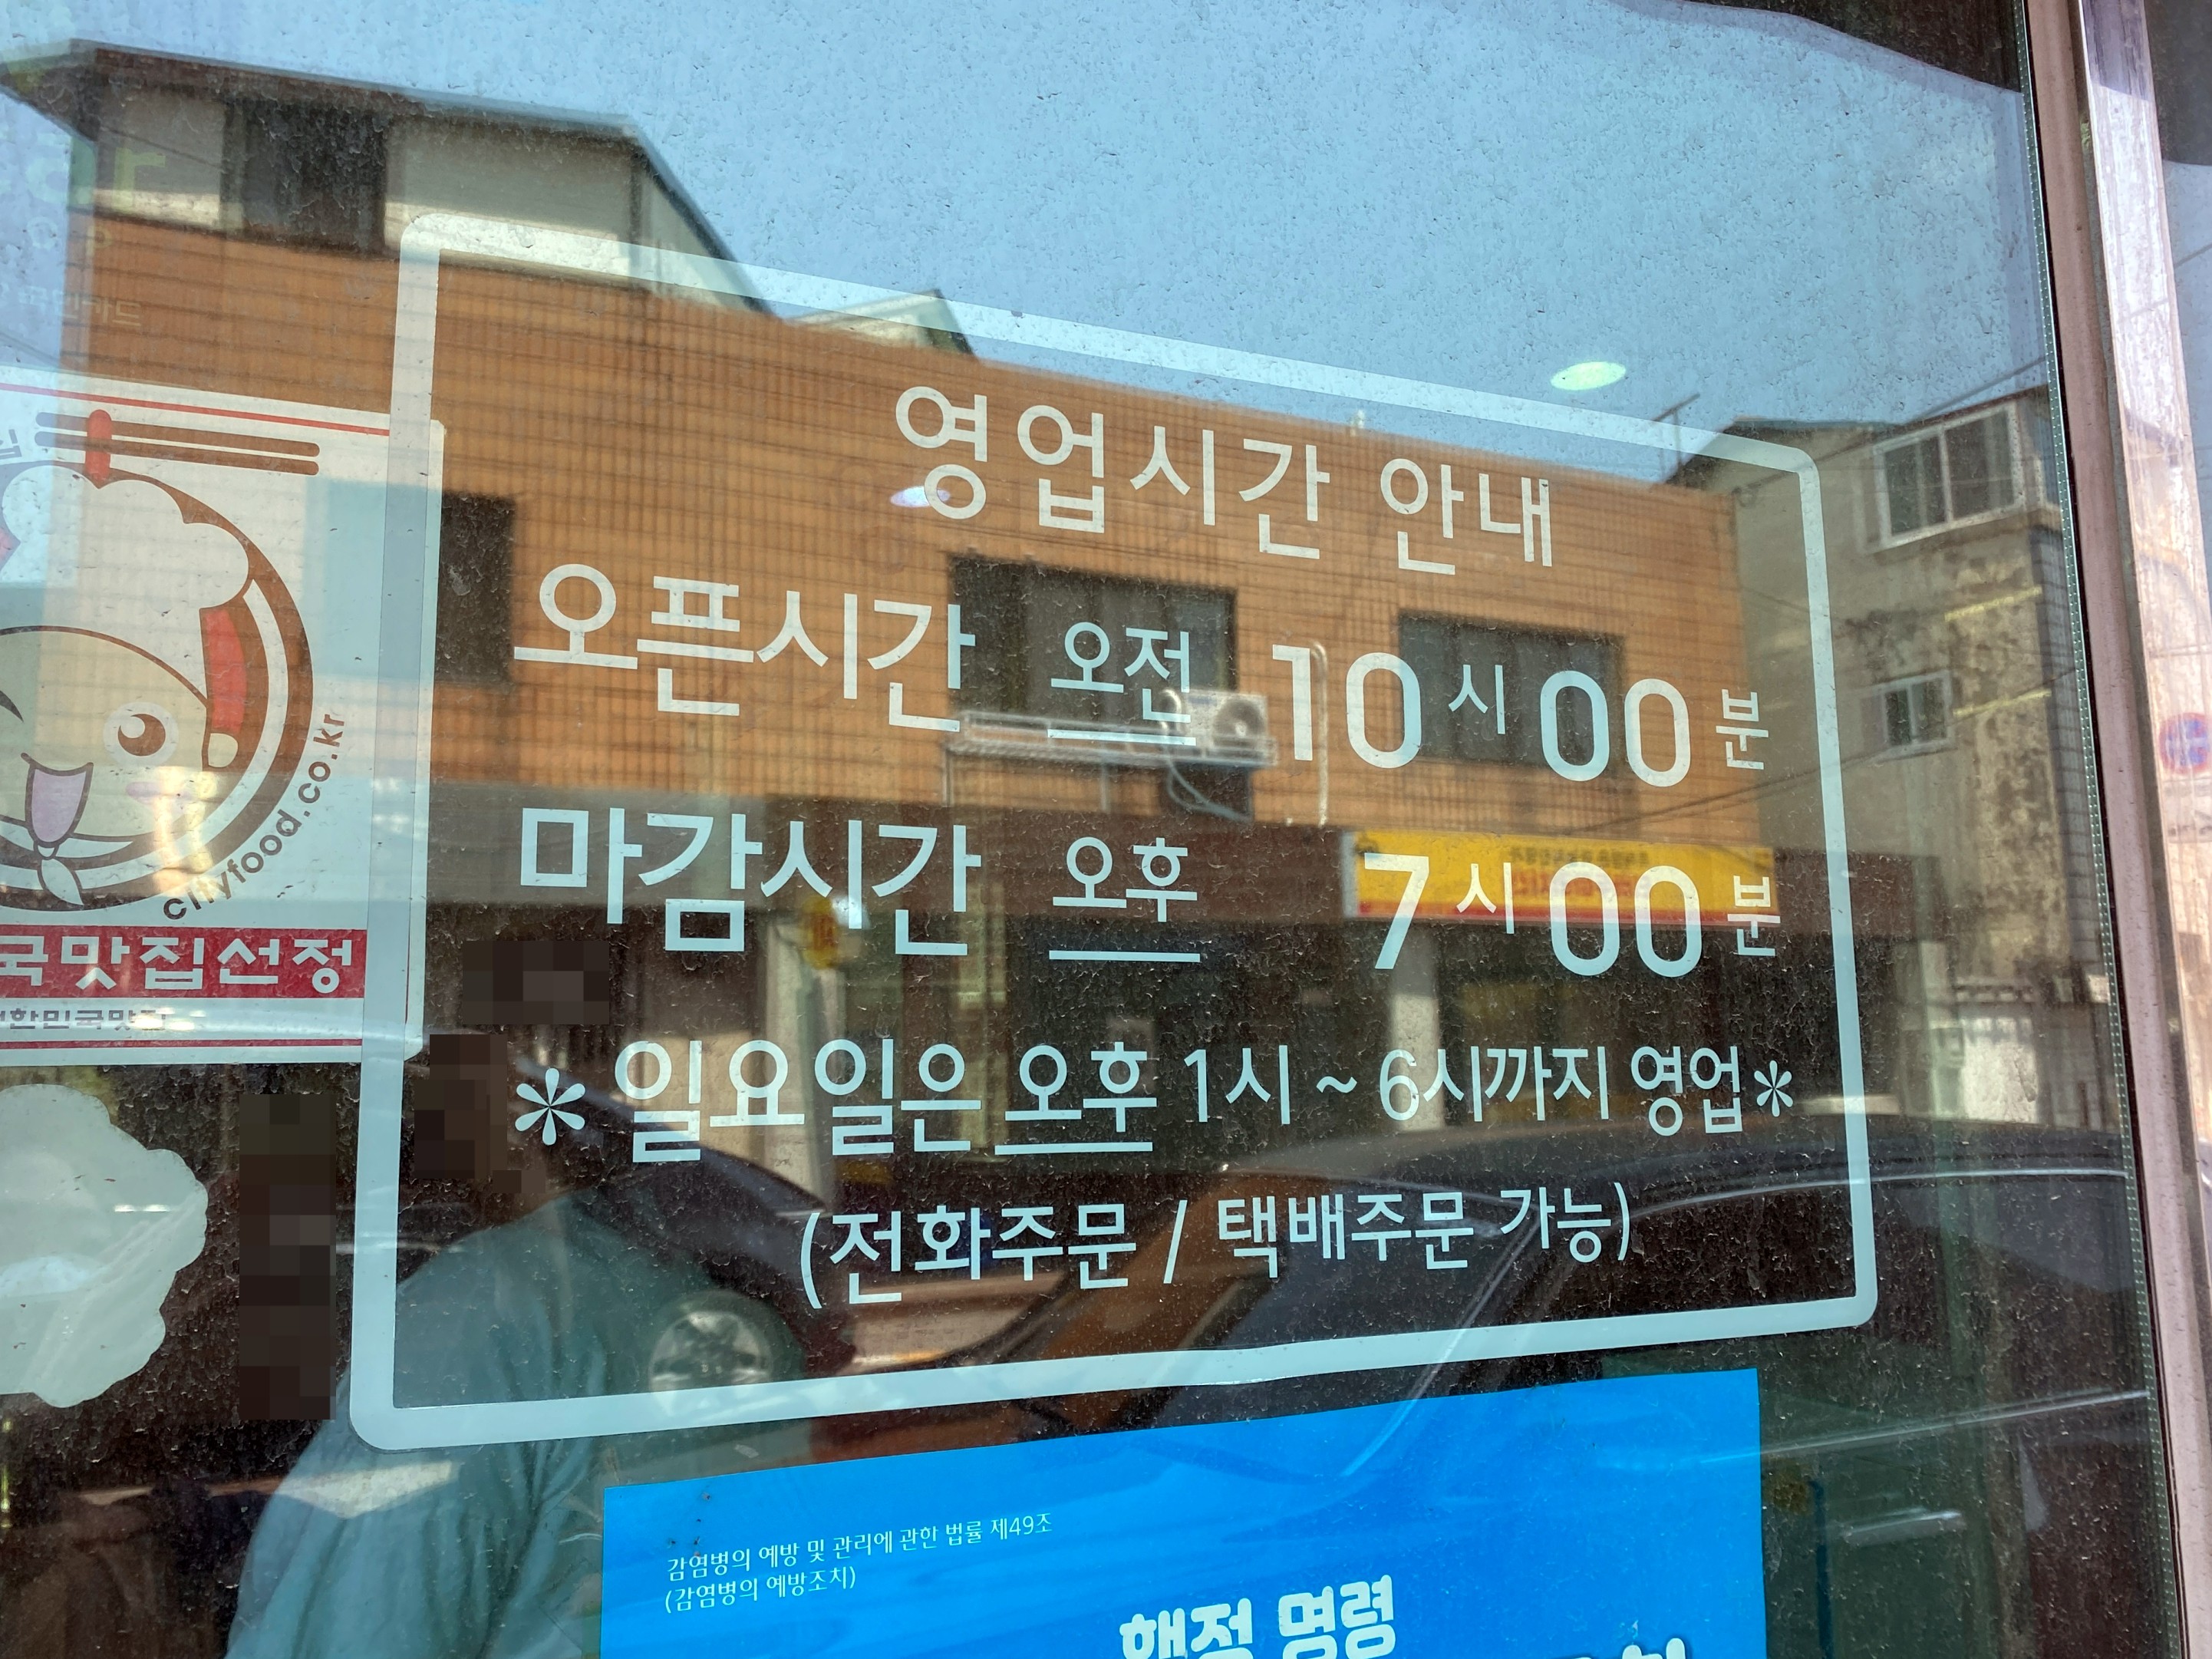 영업시간 안내
오픈시간 오전 10시 00분
마감시간 오후 7시 00분
*일요일은 오후 1시 ~ 6시까지 영업*
(전화주문 / 택배주문 가능)
cityfood.co.kr
국맛집선정
감염병의 예방 및 관리에 관한 법률 제49조
(감염병의 예방조치)
행정 명령